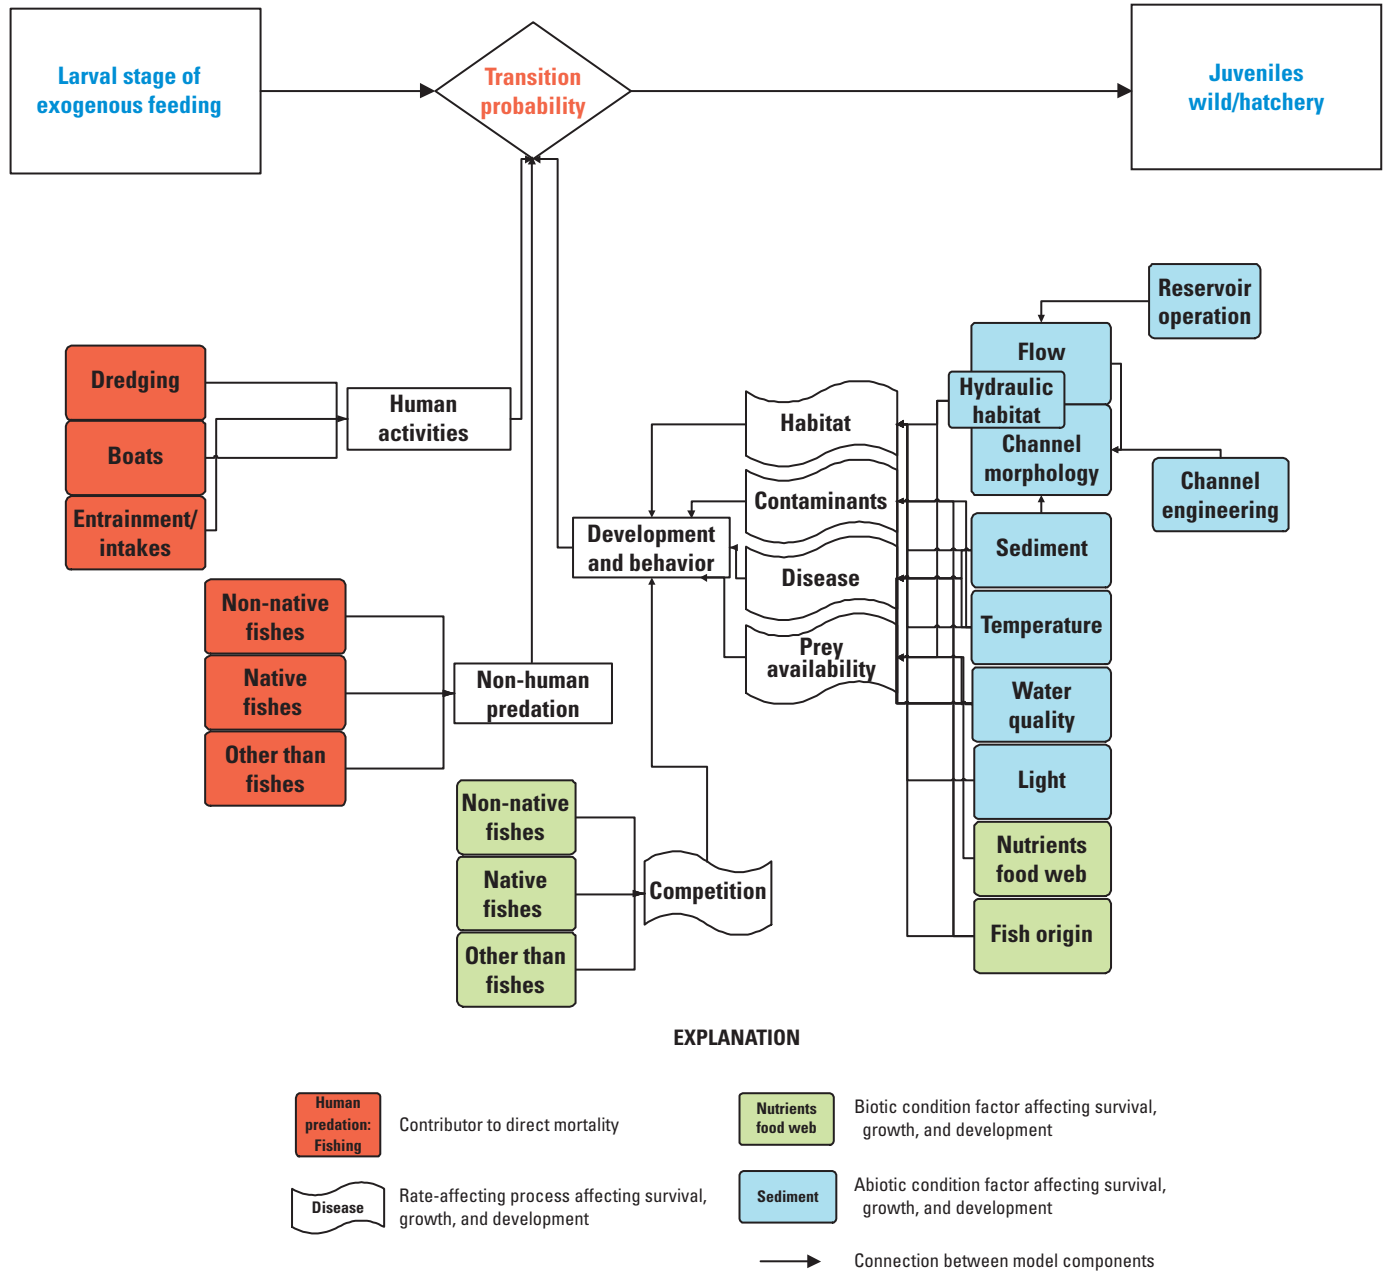 Larval stage of
exogenous feeding
Transition
probability
Juveniles
wild/hatchery
Reservoir
operation
Flow
Hydraulic
habitat
Channel
morphology
Channel
engineering
Dredging
Boats
Entrainment/
intakes
Human
activities
Habitat
Contaminants
Disease
Prey
availability
Development
and behavior
Sediment
Temperature
Water
quality
Light
Nutrients
food web
Fish origin
Non-native
fishes
Native
fishes
Other than
fishes
Non-human
predation
Non-native
fishes
Native
fishes
Other than
fishes
Competition
EXPLANATION
Human
predation:
Fishing
Contributor to direct mortality
Disease
Rate-affecting process affecting survival,
growth, and development
Nutrients
food web
Biotic condition factor affecting survival,
growth, and development
Sediment
Abiotic condition factor affecting survival,
growth, and development
Connection between model components